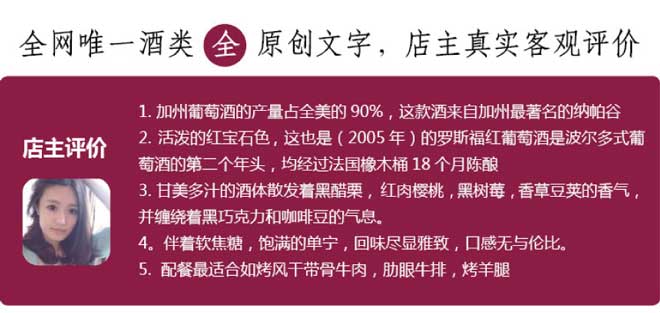 全网唯一酒类全原创文字，店主真实客观评价
店主评价
1. 加州葡萄酒的产量占全美的 90%，这款酒来自加州最著名的纳帕谷
2. 活泼的红宝石色，这也是（2005 年）的罗斯福红葡萄酒是波尔多式葡
萄酒的第二个年头，均经过法国橡木桶 18 个月陈酿
3. 甘美多汁的酒体散发着黑醋栗， 红肉樱桃，黑树莓，香草豆荚的香气，
并缠绕着黑巧克力和咖啡豆的气息。
4。伴着软焦糖，饱满的单宁，回味尽显雅致，口感无与伦比。
5. 配餐最适合如烤风干带骨牛肉，肋眼牛排，烤羊腿